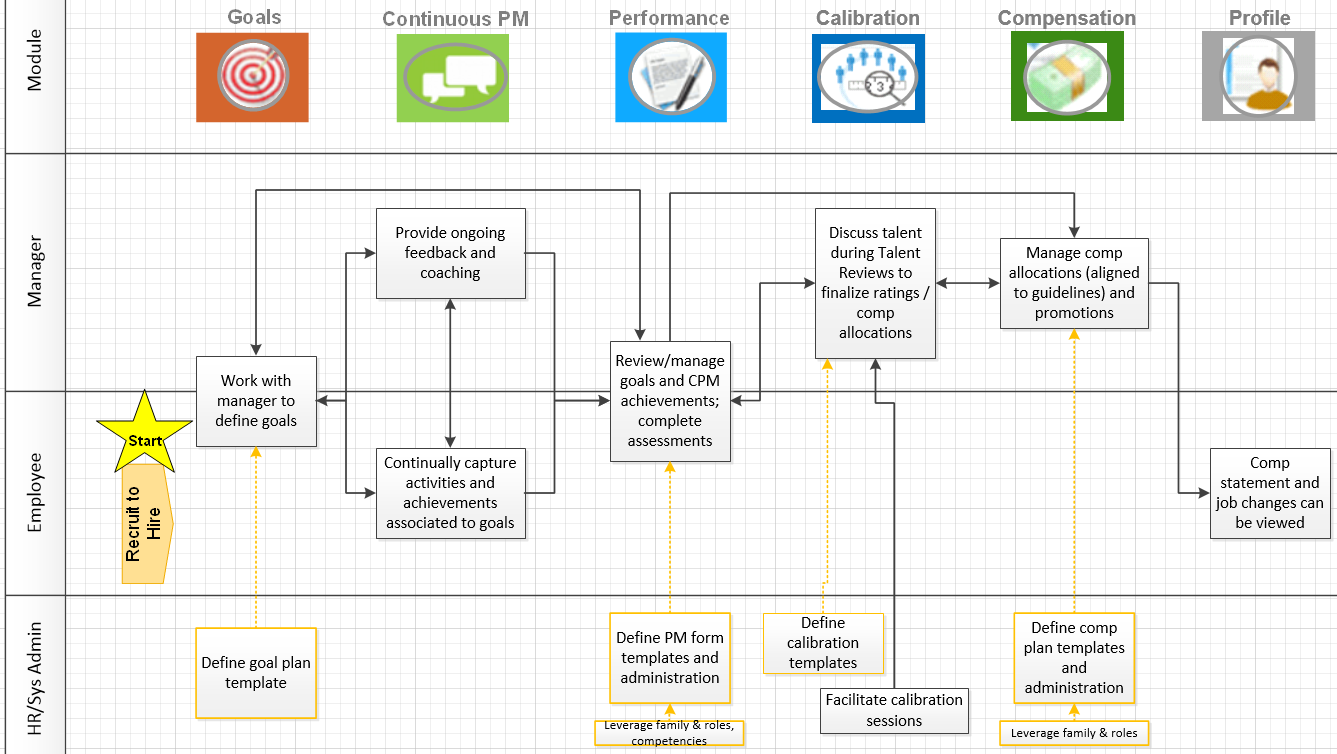 Goals
Continuous PM
Performance
Calibration
Compensation
Profile
Module
3
Manager
Provide ongoing
feedback and
coaching
Discuss talent
during Talent
Reviews to
finalize ratings /
comp
allocations
Manage comp
allocations (aligned
to guidelines) and
promotions
Work with
manager to
define goals
Review/manage
goals and CPM
achievements;
complete
assessments
Employee
Start
Recruit to
Hire
Continually capture
activities and
achievements
associated to goals
Comp
statement and
job changes can
be viewed
HR/Sys Admin
Define goal plan
template
Define PM form
templates and
administration
Leverage family & roles,
competencies
Define
calibration
templates
Facilitate calibration
sessions
Define comp
plan templates
and
administration
Leverage family & roles